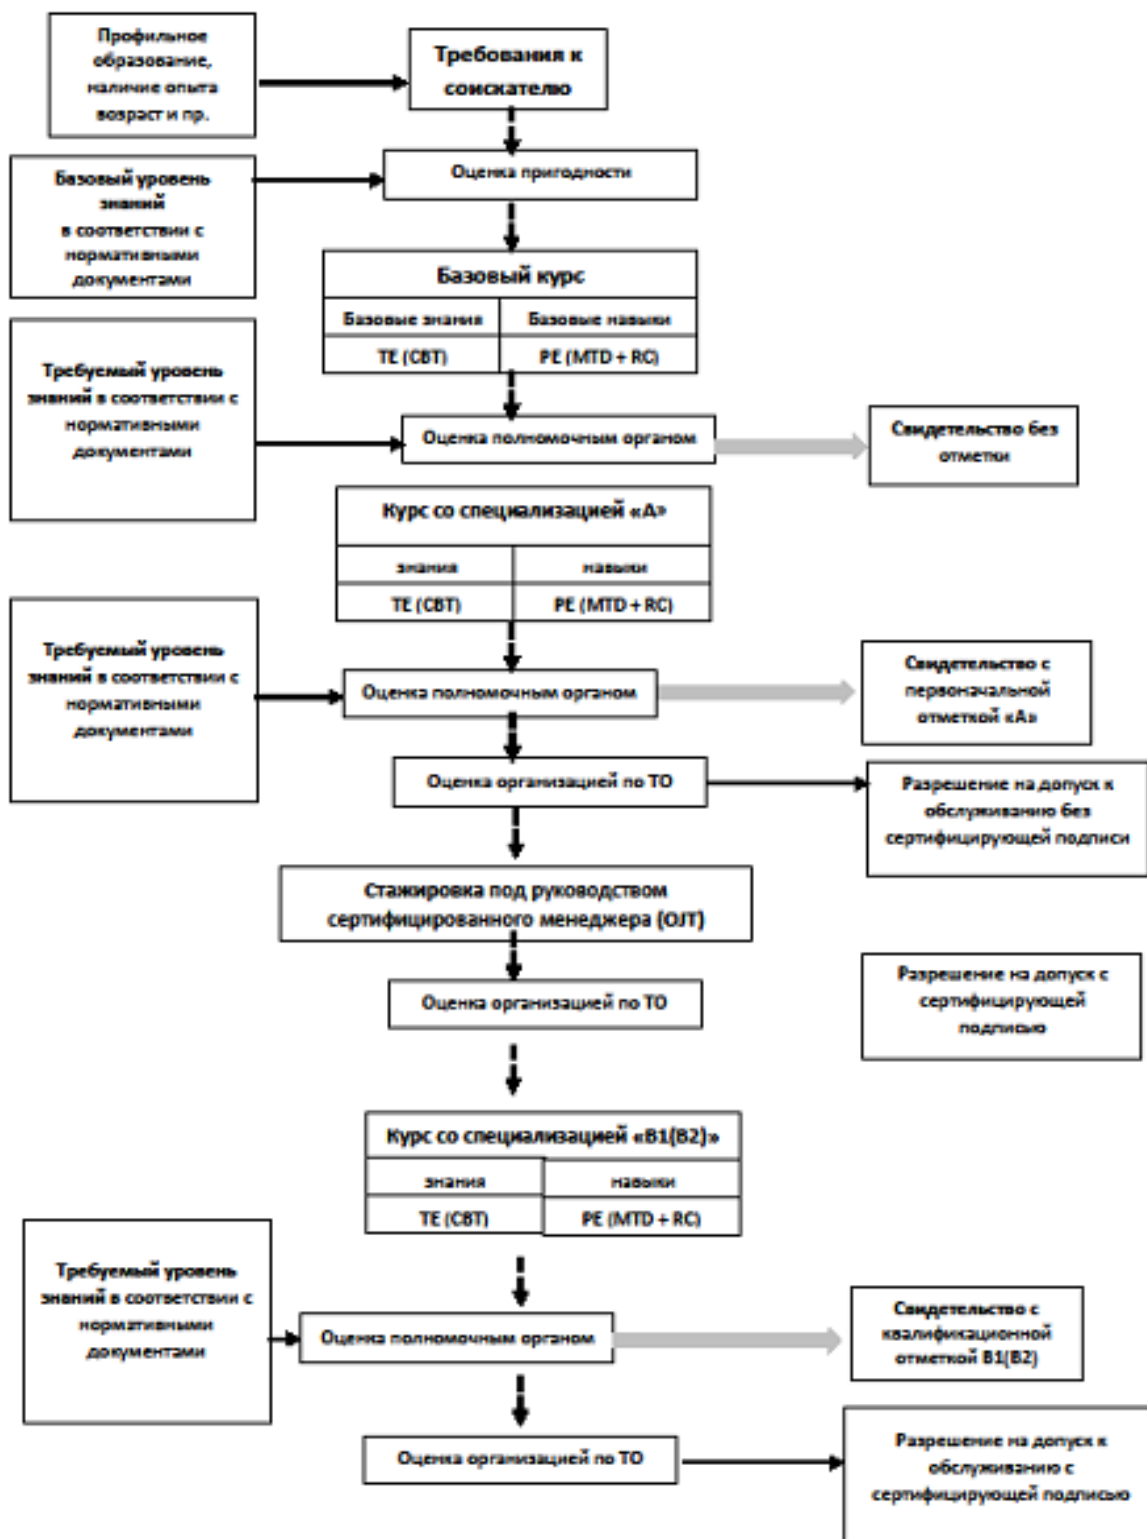 Профильное
образование,
наличие опыта
возраст и пр.
Требования к
соискателю
Оценка пригодности
Базовый уровень
знаний
в соответствии с
нормативными
документами
Базовый курс
Базовые знания
Базовые навыки
TE (CBT)
PE (MTD + RC)
Требуемый уровень
знаний в соответствии с
нормативными
документами
Оценка полномочным органом
Свидетельство без
отметки
Курс со специализацией «А»
знания
навыки
TE (CBT)
PE (MTD + RC)
Требуемый уровень
знаний в соответствии с
нормативными
документами
Оценка полномочным органом
Свидетельство с
первоначальной
отметкой «А»
Оценка организацией по ТО
Разрешение на допуск к
обслуживанию без
сертифицирующей подписи
Стажировка под руководством
сертифицированного менеджера (OJT)
Оценка организацией по ТО
Разрешение на допуск с
сертифицирующей
подписью
Курс со специализацией «B1(B2)»
знания
навыки
TE (CBT)
PE (MTD + RC)
Требуемый уровень
знаний в соответствии с
нормативными
документами
Оценка полномочным органом
Свидетельство с
квалификационной
отметкой B1(B2)
Оценка организацией по ТО
Разрешение на допуск к
обслуживанию с
сертифицирующей подписью